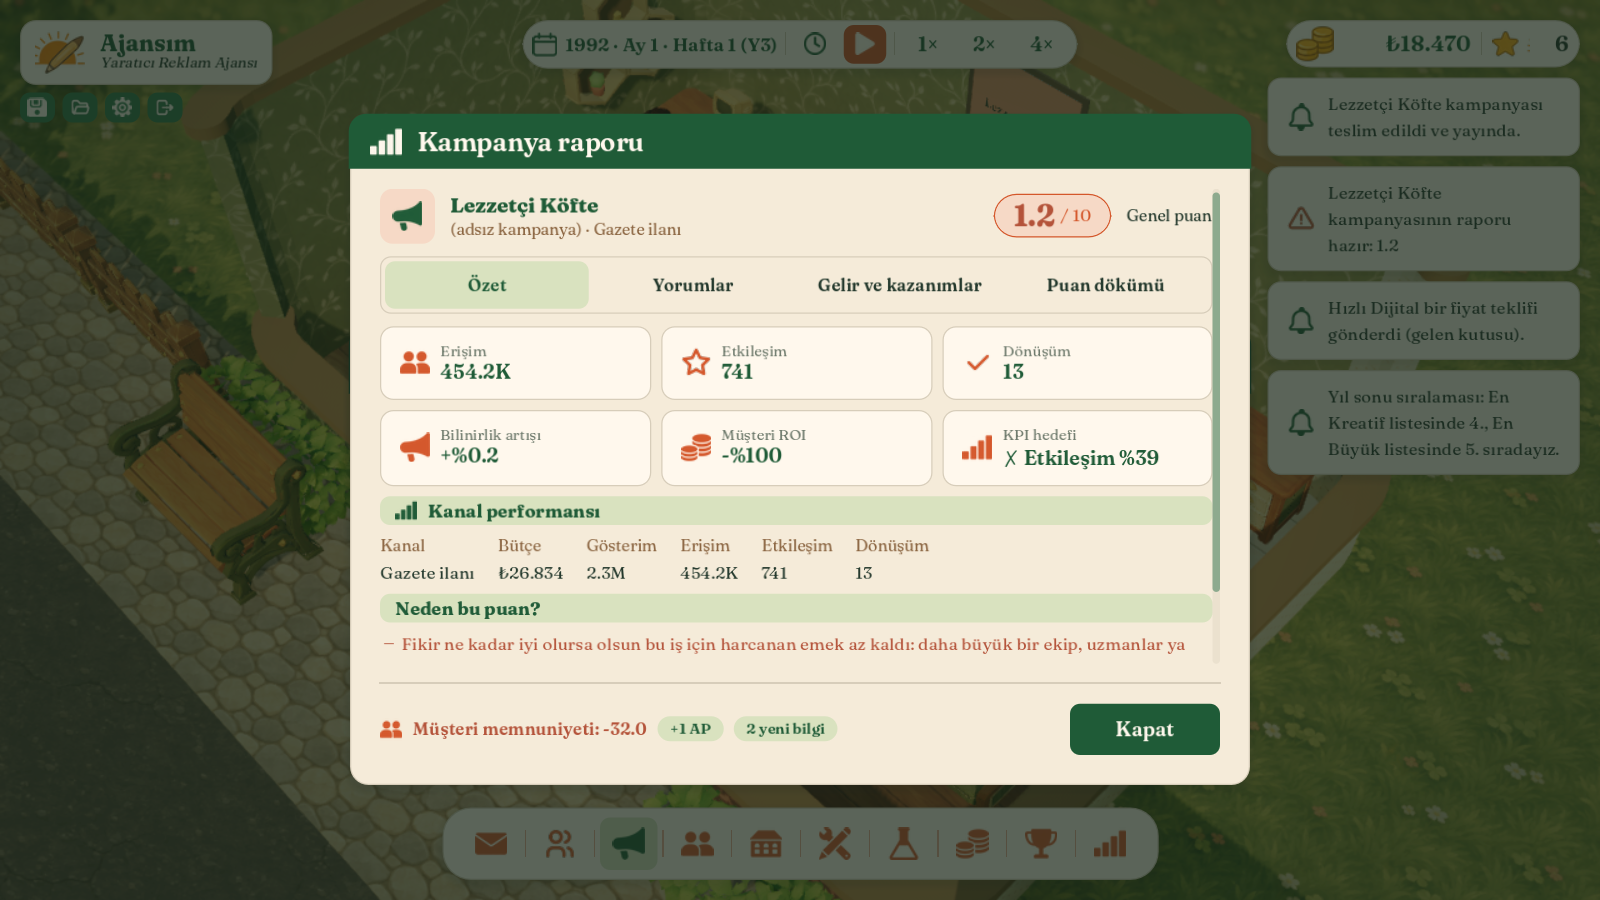 Ajansım
Yaratıcı Reklam Ajansı
1992 · Ay 1 · Hafta 1 (Y3)
1×
2×
4×
₺18.470
6
Kampanya raporu
Lezzetçi Köfte
(adsız kampanya) · Gazete ilanı
1.2 / 10
Genel puan
Özet
Yorumlar
Gelir ve kazanımlar
Puan dökümü
Erişim
454.2K
Etkileşim
741
Dönüşüm
13
Bilinirlik artışı
+%0.2
Müşteri ROI
-%100
KPI hedefi
✗ Etkileşim %39
Kanal performansı
Kanal Bütçe Gösterim Erişim Etkileşim Dönüşüm
Gazete ilanı ₺26.834 2.3M 454.2K 741 13
Neden bu puan?
− Fikir ne kadar iyi olursa olsun bu iş için harcanan emek az kaldı: daha büyük bir ekip, uzmanlar ya
Müşteri memnuniyeti: -32.0
+1 AP
2 yeni bilgi
Kapat
Lezzetçi Köfte kampanyası
teslim edildi ve yayında.
Lezzetçi Köfte
kampanyasının raporu
hazır: 1.2
Hızlı Dijital bir fiyat teklifi
gönderdi (gelen kutusu).
Yıl sonu sıralaması: En
Kreatif listesinde 4., En
Büyük listesinde 5. sıradayız.